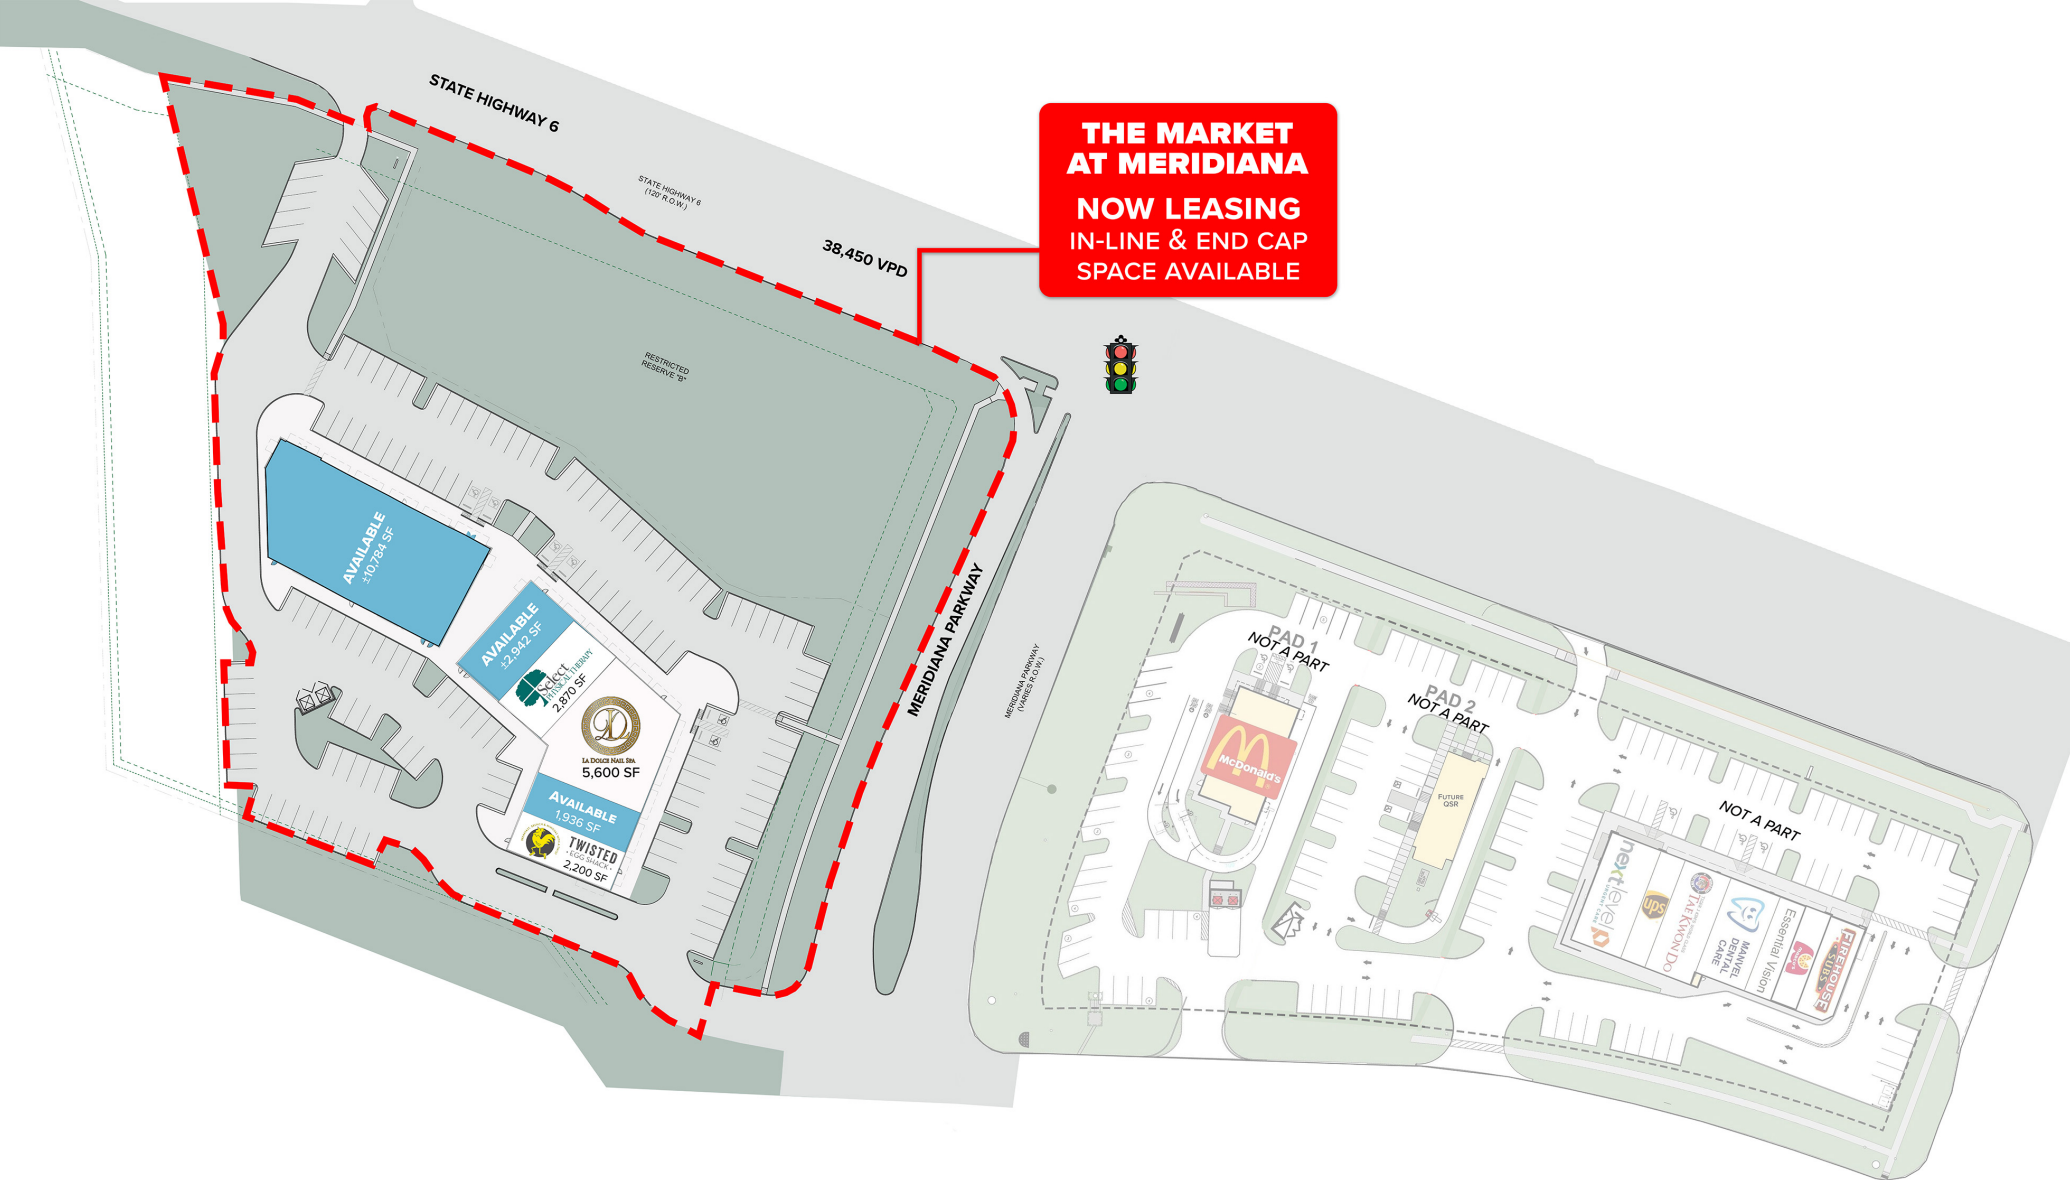 STATE HIGHWAY 6
STATE HIGHWAY 6
(120' R.O.W.)
38,450 VPD
THE MARKET
AT MERIDIANA
NOW LEASING
IN-LINE & END CAP
SPACE AVAILABLE
RESTRICTED
RESERVE "B"
AVAILABLE
±10,784 SF
AVAILABLE
±2,942 SF
Select
PHYSICAL THERAPY
2,870 SF
LA DOLCE NAIL SPA
5,600 SF
AVAILABLE
1,936 SF
TWISTED
EGG SHACK
2,200 SF
MERIDIANA PARKWAY
MERIDIANA PARKWAY
(VARIES R.O.W.)
PAD 1
NOT A PART
McDonald's
PAD 2
NOT A PART
FUTURE
QSR
NOT A PART
next level
URGENT CARE
ups
TAEKWONDO
MANVEL
DENTAL
CARE
Essential Vision
FIREHOUSE
SUBS